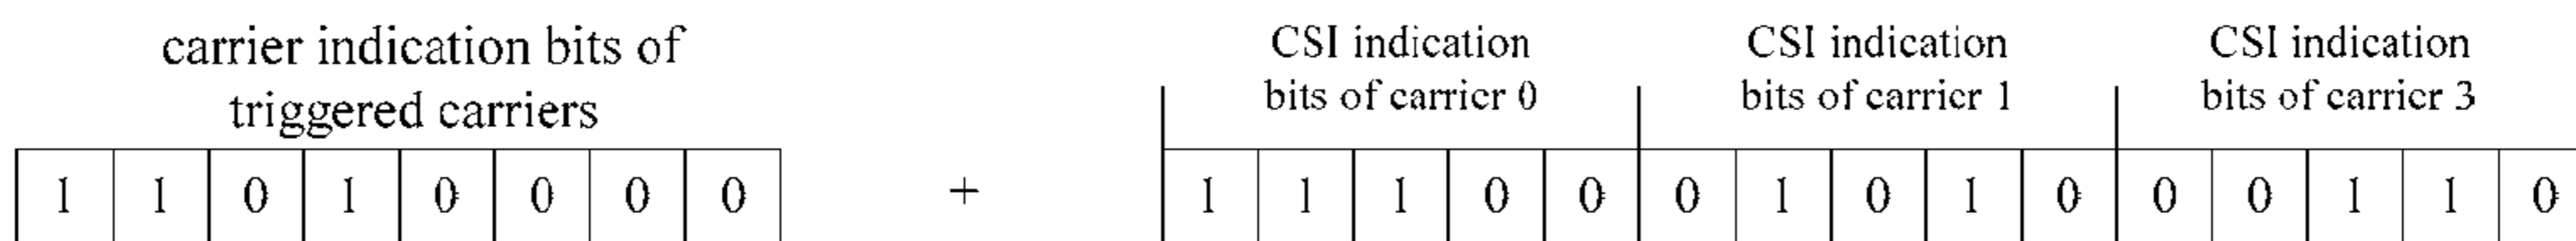 carrier indication bits of
triggered carriers
CSI indication
bits of carrier 0
CSI indication
bits of carrier 1
CSI indication
bits of carrier 3
1 1 0 1 0 0 0 0 + 1 1 1 0 0 0 1 0 1 0 0 0 1 1 0